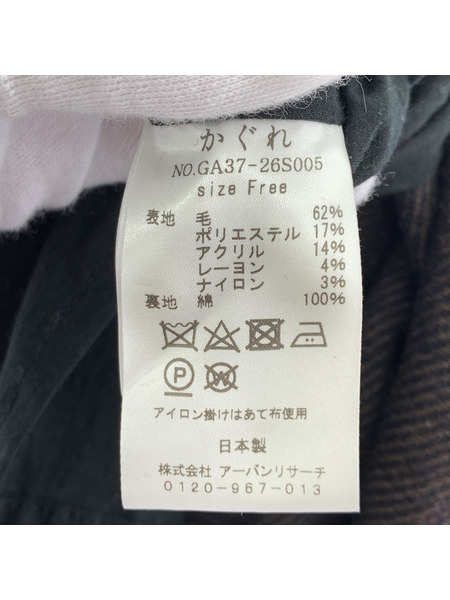 かぐれ
NO.GA37-26S005
size Free
表地 毛 62%
ポリエステル 17%
アクリル 14%
レーヨン 4%
ナイロン 3%
裏地 綿 100%
P W
アイロン掛けはあて布使用
日本製
株式会社 アーバンリサーチ
0120-967-013